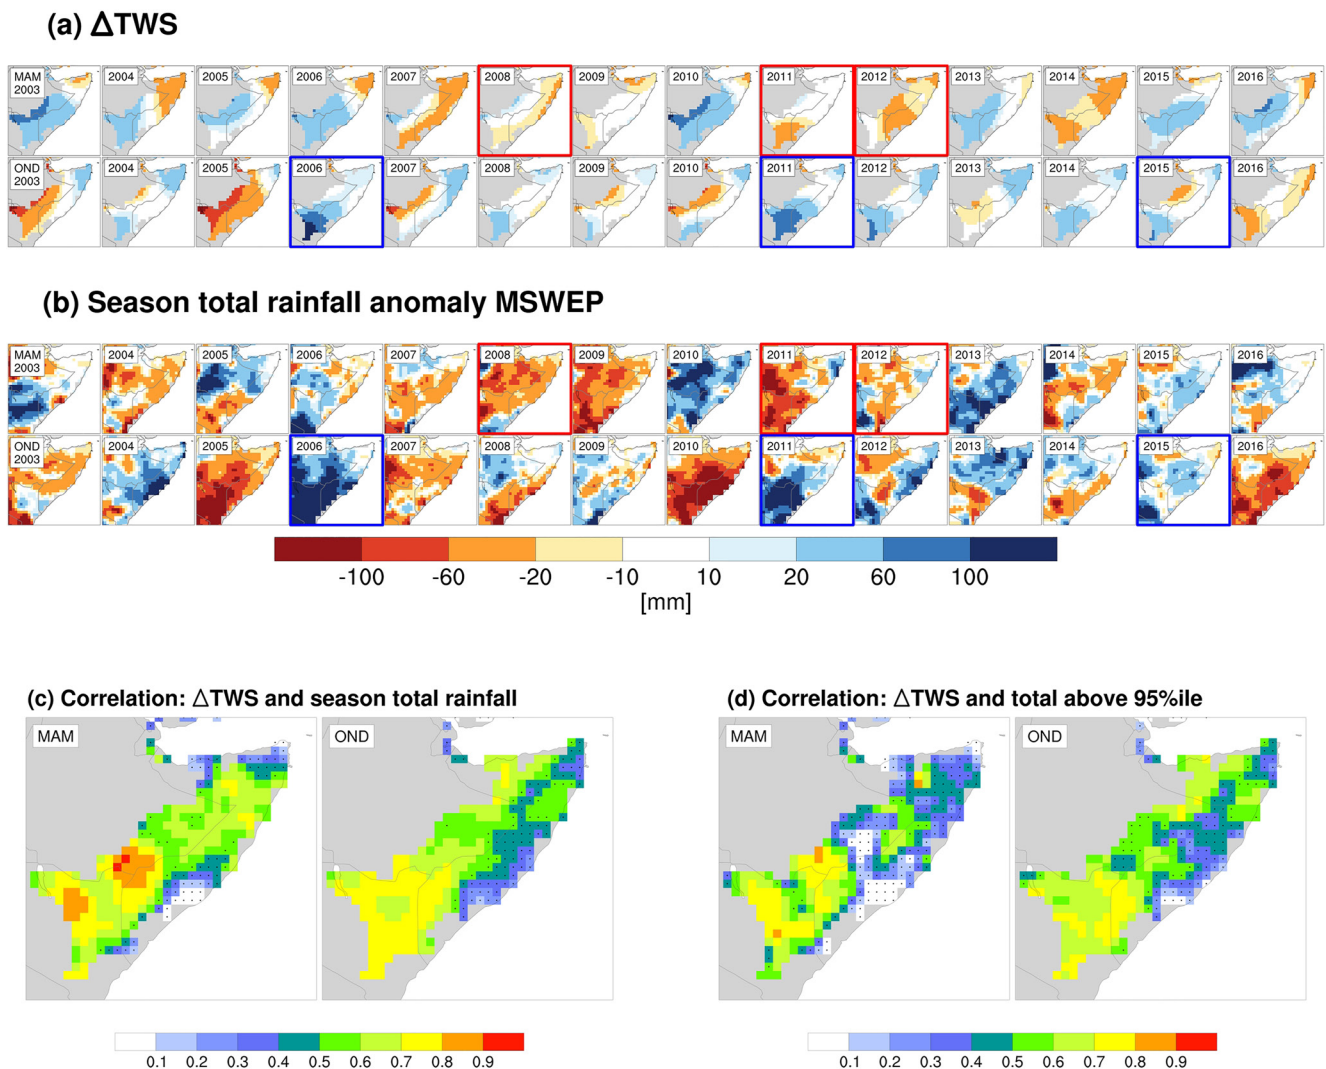 (a) △TWS
MAM 2003 2004 2005 2006 2007 2008 2009 2010 2011 2012 2013 2014 2015 2016
OND 2003 2004 2005 2006 2007 2008 2009 2010 2011 2012 2013 2014 2015 2016
(b) Season total rainfall anomaly MSWEP
MAM 2003 2004 2005 2006 2007 2008 2009 2010 2011 2012 2013 2014 2015 2016
OND 2003 2004 2005 2006 2007 2008 2009 2010 2011 2012 2013 2014 2015 2016
-100 -60 -20 -10 10 20 60 100
[mm]
(c) Correlation: △TWS and season total rainfall
MAM OND
0.1 0.2 0.3 0.4 0.5 0.6 0.7 0.8 0.9
(d) Correlation: △TWS and total above 95%ile
MAM OND
0.1 0.2 0.3 0.4 0.5 0.6 0.7 0.8 0.9